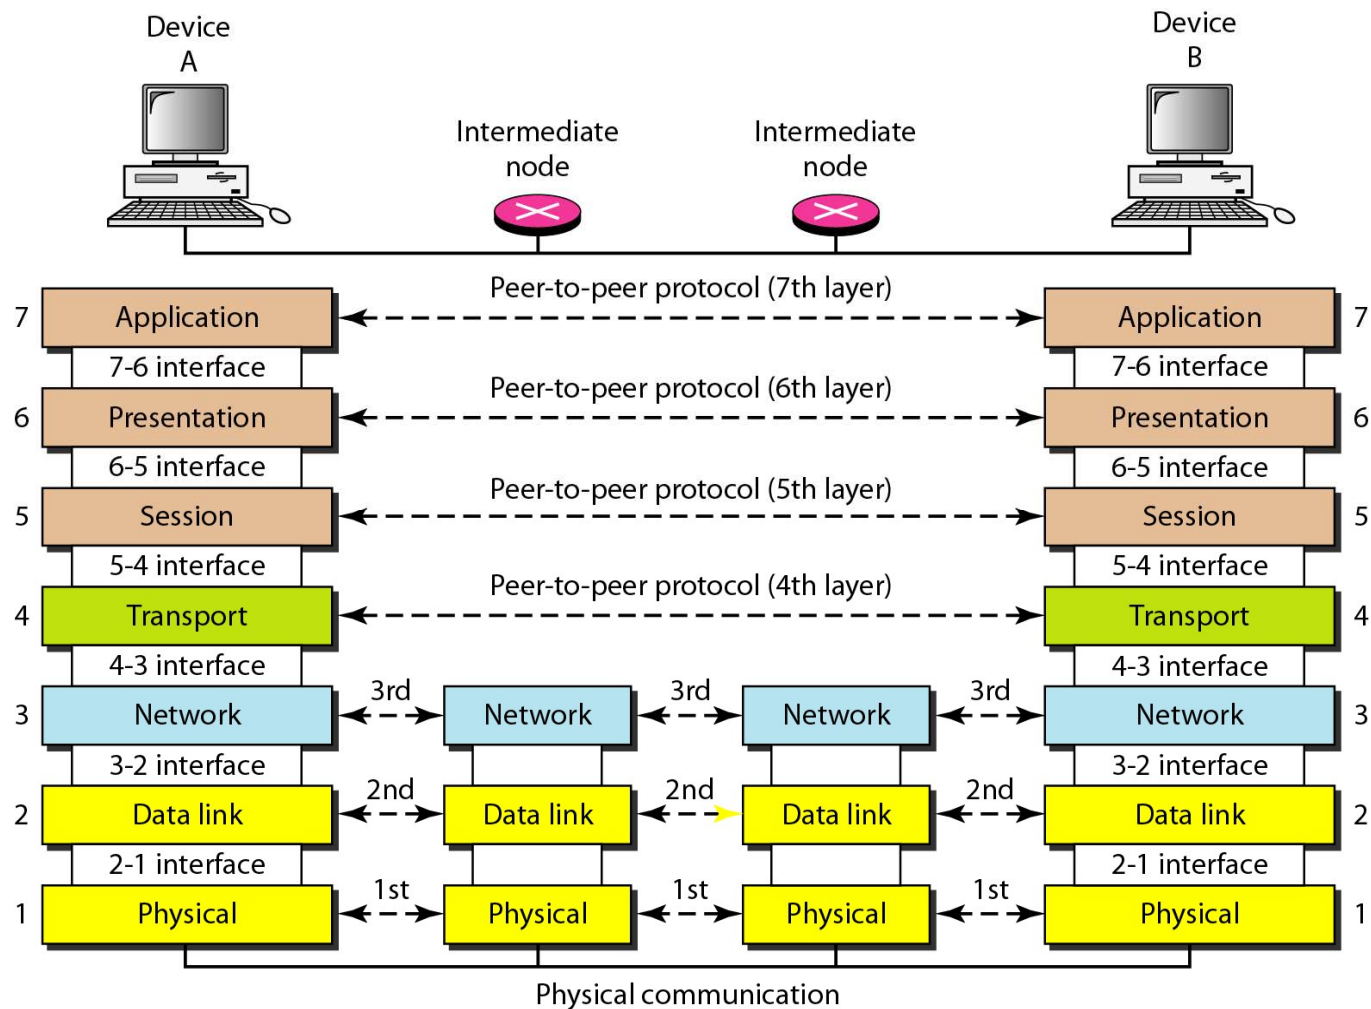 Device
A
Device
B
Intermediate
node
Intermediate
node
Peer-to-peer protocol (7th layer)
7 Application Application 7
7-6 interface 7-6 interface
Peer-to-peer protocol (6th layer)
6 Presentation Presentation 6
6-5 interface 6-5 interface
Peer-to-peer protocol (5th layer)
5 Session Session 5
5-4 interface 5-4 interface
Peer-to-peer protocol (4th layer)
4 Transport Transport 4
4-3 interface 4-3 interface
3rd 3rd 3rd
3 Network Network Network Network 3
3-2 interface 3-2 interface
2nd 2nd 2nd
2 Data link Data link Data link Data link 2
2-1 interface 2-1 interface
1st 1st 1st
1 Physical Physical Physical Physical 1
Physical communication